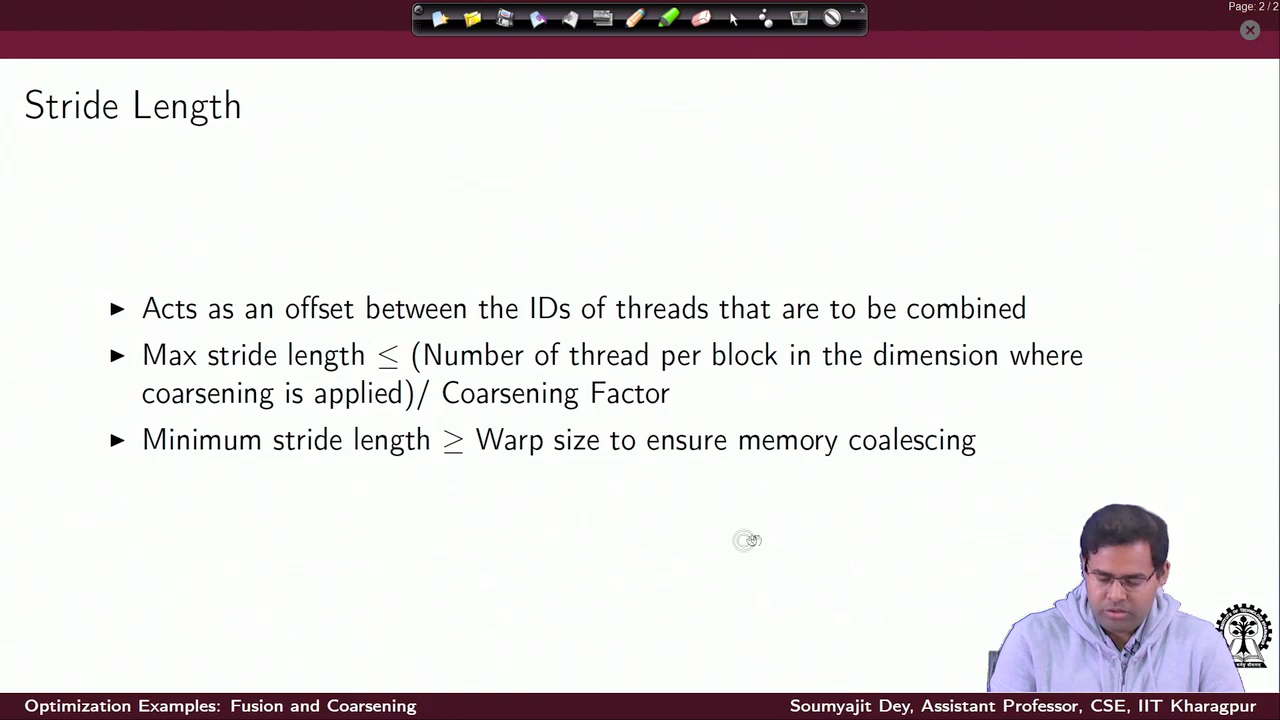 Page: 2 / 2
Stride Length
▶ Acts as an offset between the IDs of threads that are to be combined
▶ Max stride length ≤ (Number of thread per block in the dimension where
coarsening is applied)/ Coarsening Factor
▶ Minimum stride length ≥ Warp size to ensure memory coalescing
Optimization Examples: Fusion and Coarsening
Soumyajit Dey, Assistant Professor, CSE, IIT Kharagpur